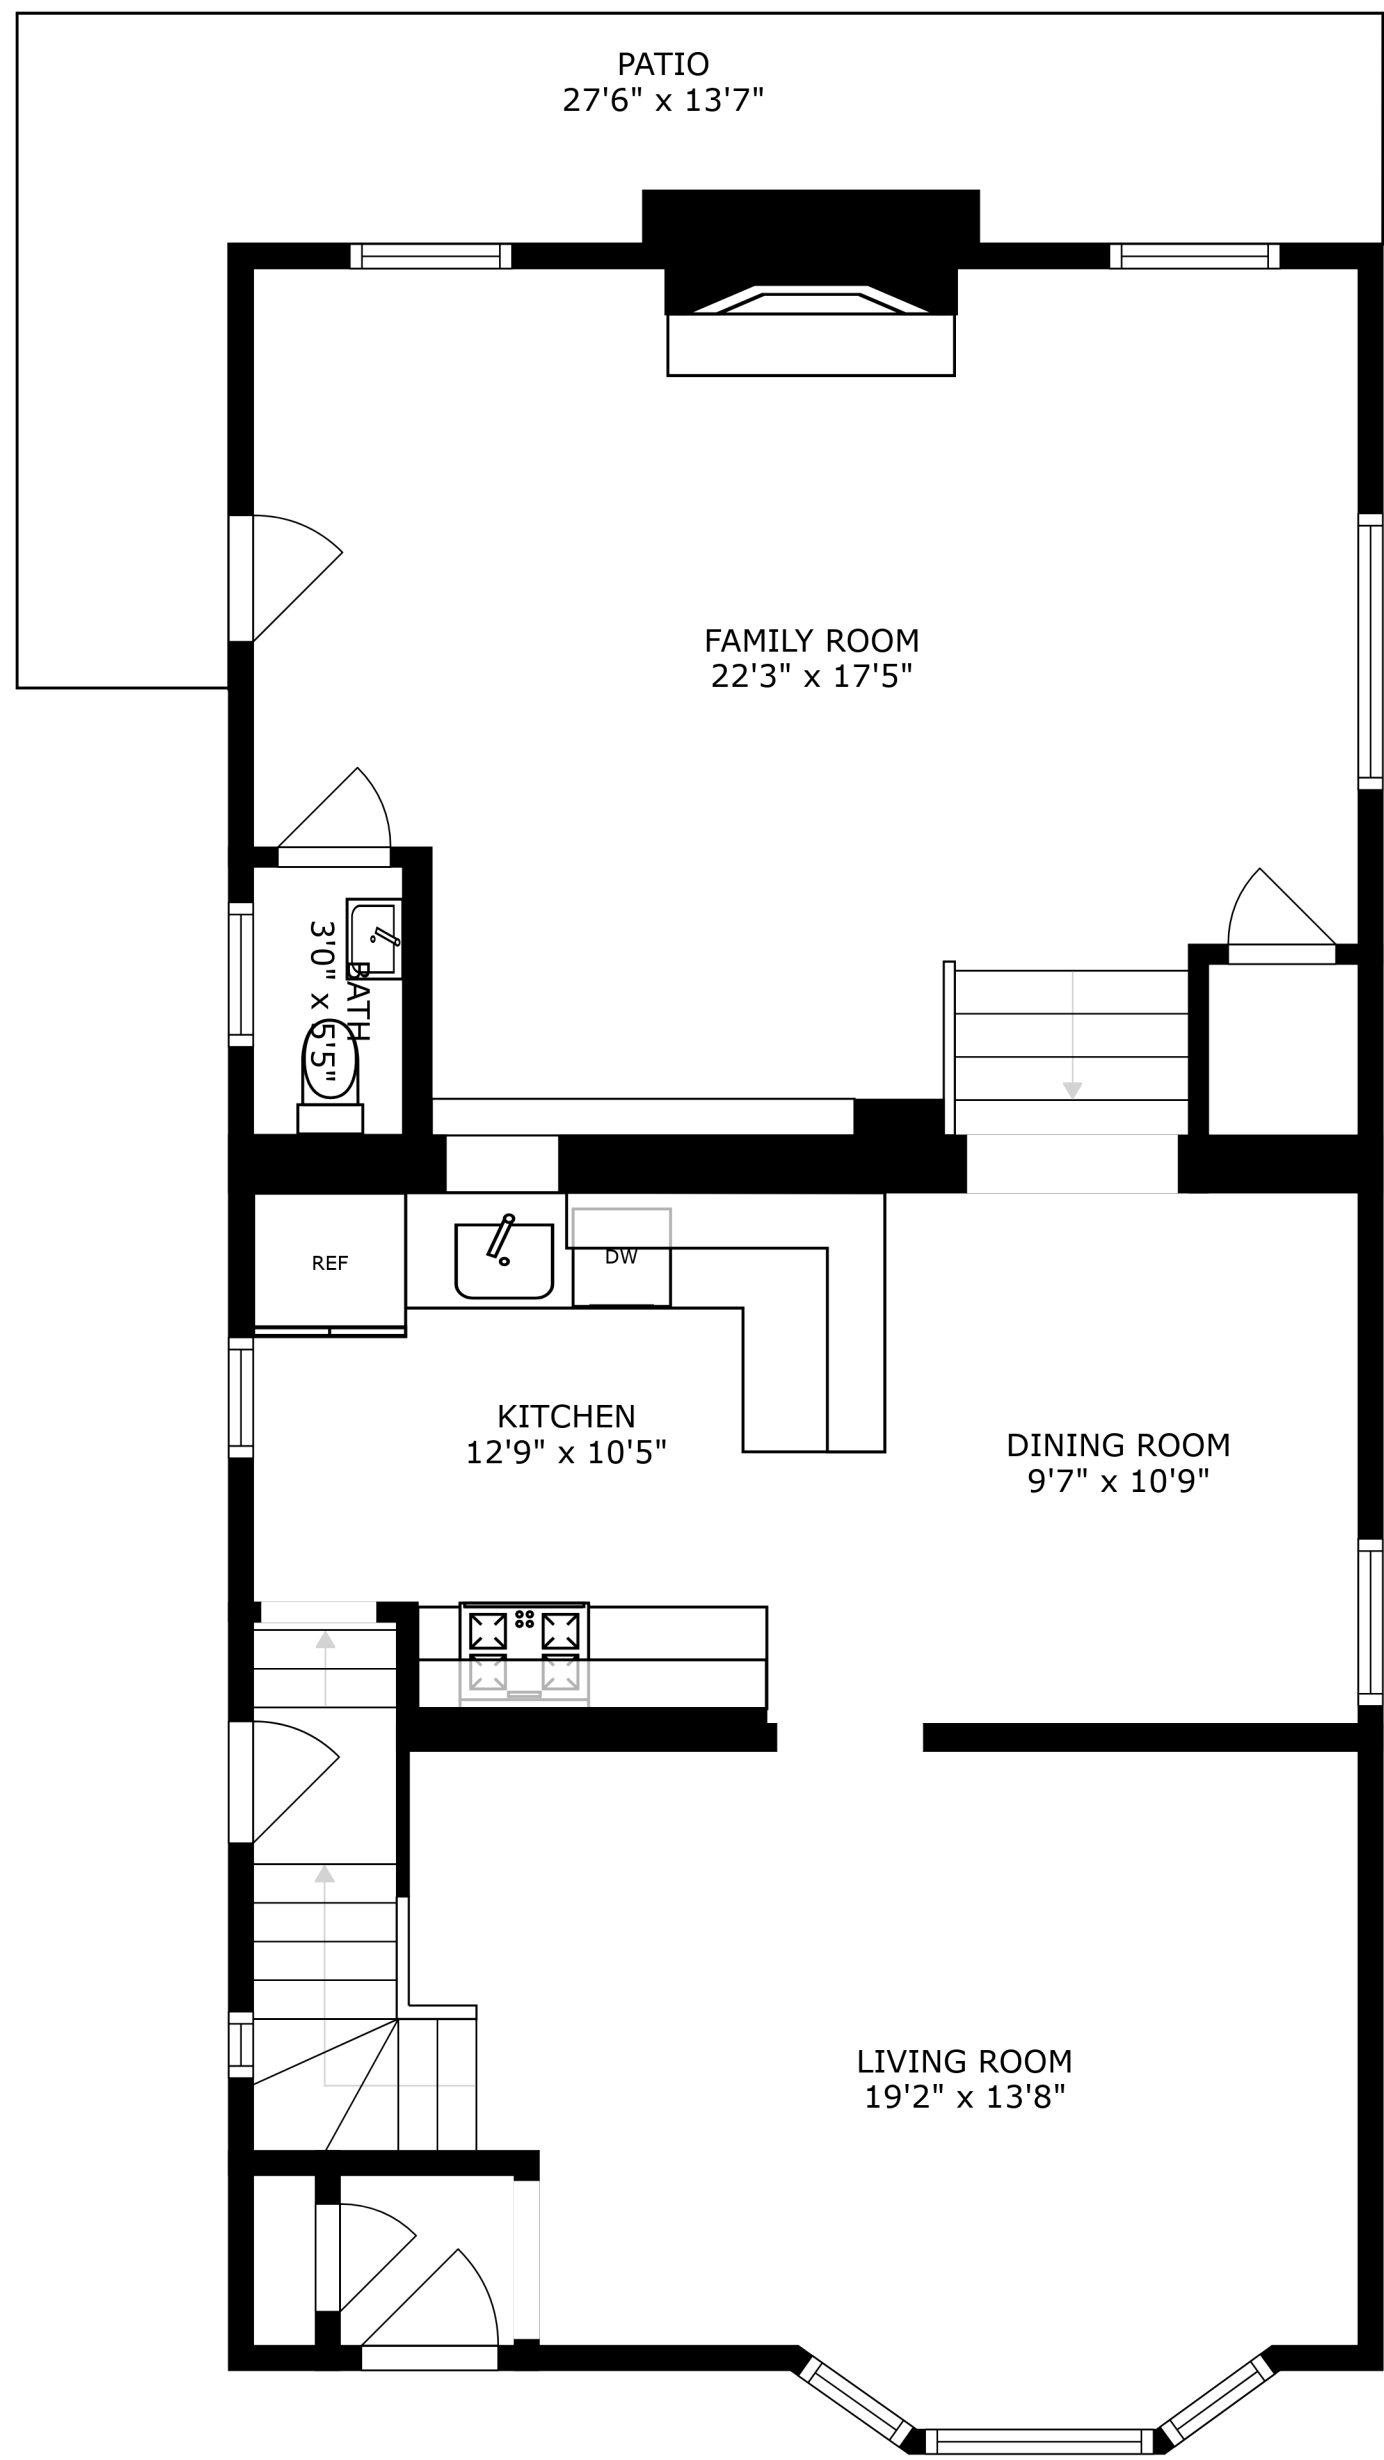 PATIO
27'6" x 13'7"
FAMILY ROOM
22'3" x 17'5"
BATH
3'0" x 5'5"
REF
DW
KITCHEN
12'9" x 10'5"
DINING ROOM
9'7" x 10'9"
LIVING ROOM
19'2" x 13'8"